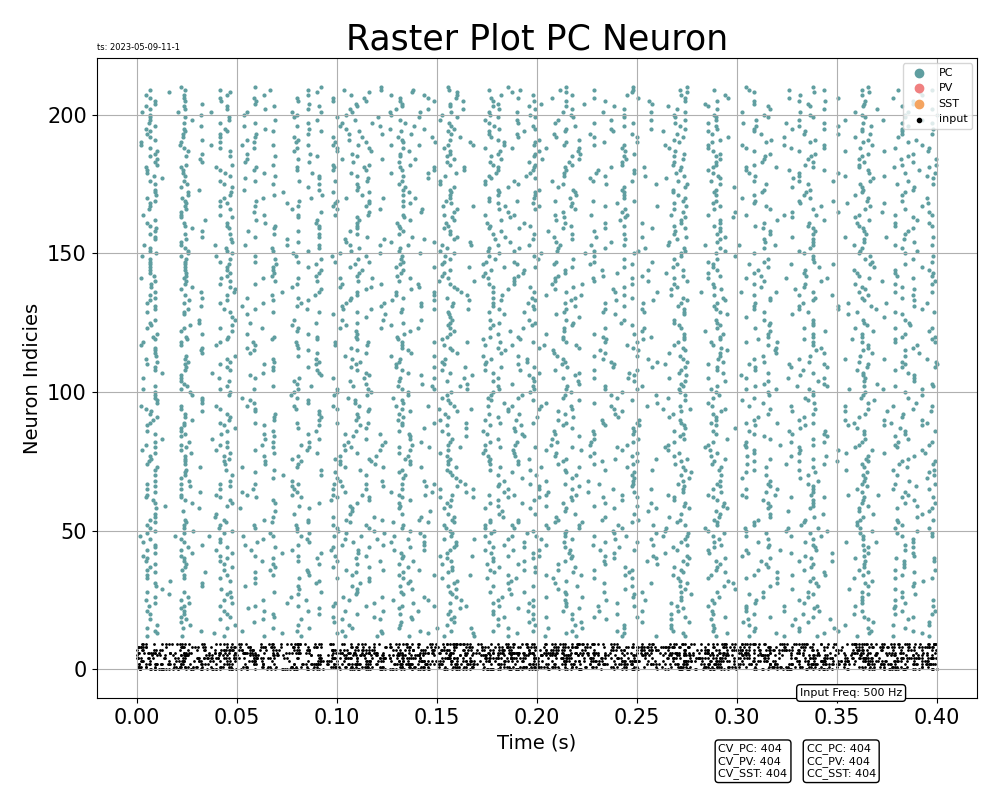 Raster Plot PC Neuron
ts: 2023-05-09-11-1
PC
PV
SST
input
200
150
100
50
0
Neuron Indicies
0.00 0.05 0.10 0.15 0.20 0.25 0.30 0.35 0.40
Time (s)
Input Freq: 500 Hz
CV_PC: 404
CV_PV: 404
CV_SST: 404
CC_PC: 404
CC_PV: 404
CC_SST: 404